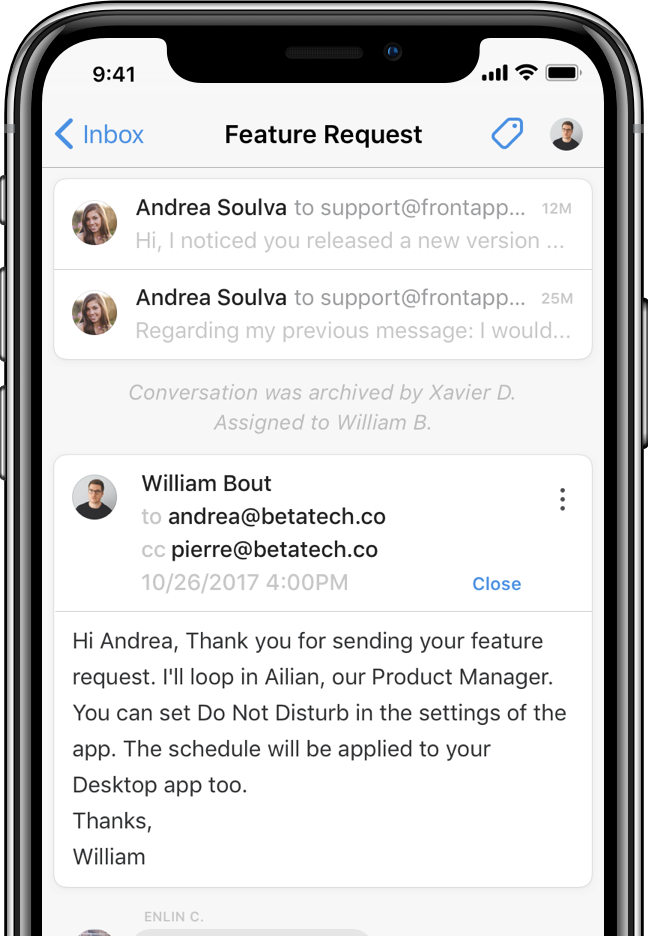 9:41
Inbox
Feature Request
Andrea Soulva to support@frontapp... 12M
Hi, I noticed you released a new version ...
Andrea Soulva to support@frontapp... 25M
Regarding my previous message: I would...
Conversation was archived by Xavier D.
Assigned to William B.
William Bout
to andrea@betatech.co
cc pierre@betatech.co
10/26/2017 4:00PM
Close
Hi Andrea, Thank you for sending your feature
request. I'll loop in Ailian, our Product Manager.
You can set Do Not Disturb in the settings of the
app. The schedule will be applied to your
Desktop app too.
Thanks,
William
ENLIN C.